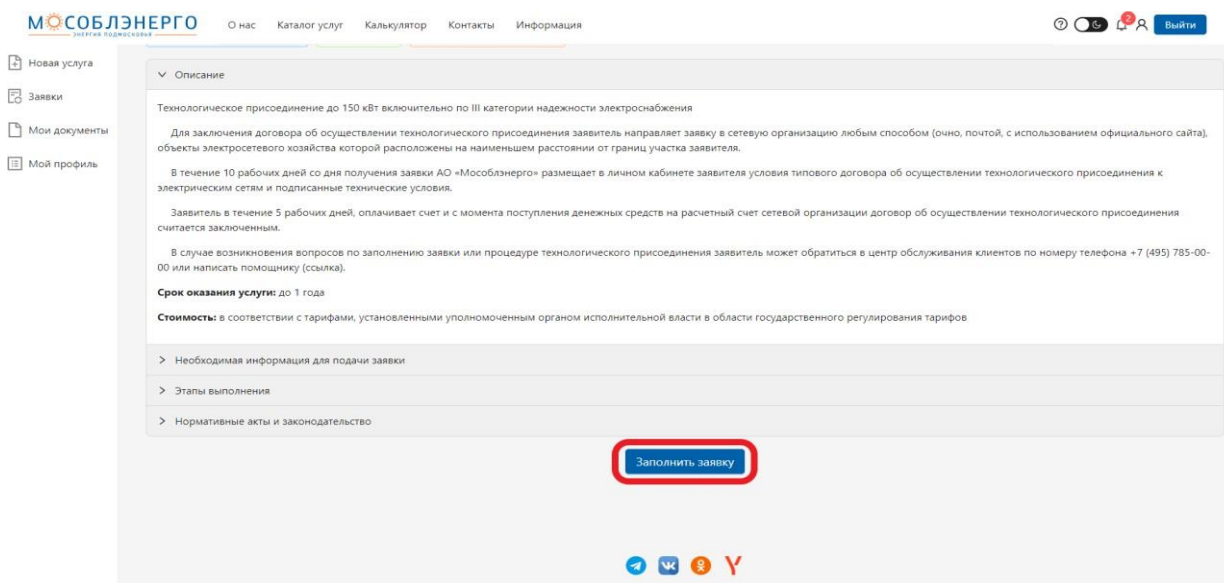 МОСОБЛЭНЕРГО
ЭНЕРГИЯ ПОДМОСКОВЬЯ
О нас Каталог услуг Калькулятор Контакты Информация
2
Выйти
Новая услуга
Заявки
Мои документы
Мой профиль
Описание
Технологическое присоединение до 150 кВт включительно по III категории надежности электроснабжения
Для заключения договора об осуществлении технологического присоединения заявитель направляет заявку в сетевую организацию любым способом (очно, почтой, с использованием официального сайта),
объекты электросетевого хозяйства которой расположены на наименьшем расстоянии от границ участка заявителя.
В течение 10 рабочих дней со дня получения заявки АО «Мособлэнерго» размещает в личном кабинете заявителя условия типового договора об осуществлении технологического присоединения к
электрическим сетям и подписанные технические условия.
Заявитель в течение 5 рабочих дней, оплачивает счет и с момента поступления денежных средств на расчетный счет сетевой организации договор об осуществлении технологического присоединения
считается заключенным.
В случае возникновения вопросов по заполнению заявки или процедуре технологического присоединения заявитель может обратиться в центр обслуживания клиентов по номеру телефона +7 (495) 785-00-
00 или написать помощнику (ссылка).
Срок оказания услуги: до 1 года
Стоимость: в соответствии с тарифами, установленными уполномоченным органом исполнительной власти в области государственного регулирования тарифов
Необходимая информация для подачи заявки
Этапы выполнения
Нормативные акты и законодательство
Заполнить заявку